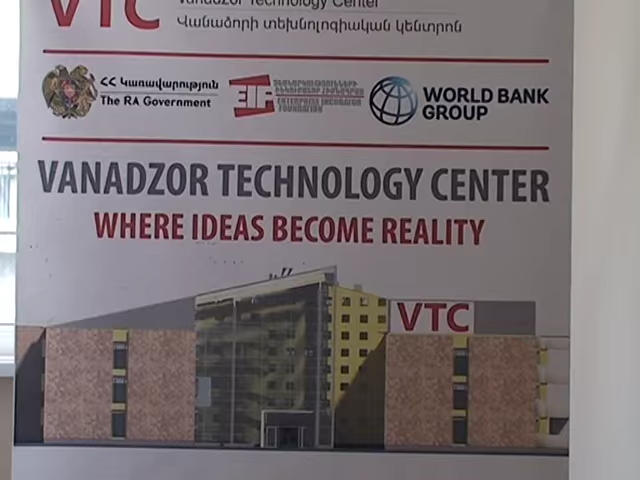 VTC
Vanadzor Technology Center
Վանաձորի տեխնոլոգիական կենտրոն
ՀՀ Կառավարություն
The RA Government
EIF
ENTERPRISE INCUBATOR
FOUNDATION
WORLD BANK
GROUP
VANADZOR TECHNOLOGY CENTER
WHERE IDEAS BECOME REALITY
VTC